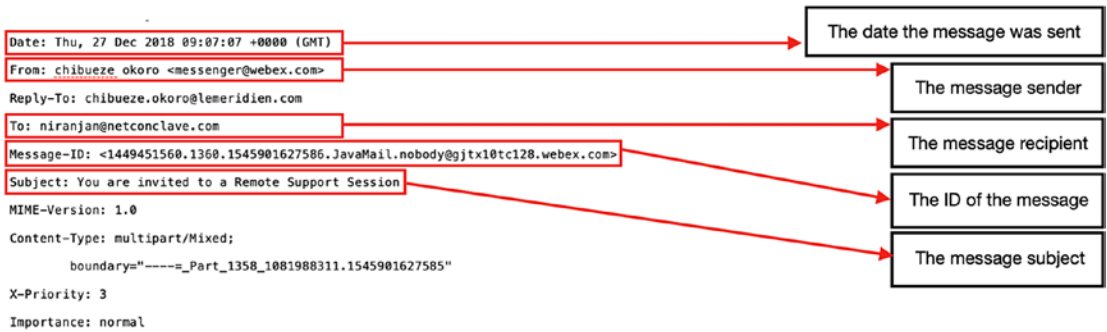 Date: Thu, 27 Dec 2018 09:07:07 +0000 (GMT)
The date the message was sent
From: chibueze okoro <messenger@webex.com>
The message sender
Reply-To: chibueze.okoro@lemeridien.com
To: niranjan@netconclave.com
The message recipient
Message-ID: <1449451560.1360.1545901627586.JavaMail.nobody@gjtx10tc128.webex.com>
The ID of the message
Subject: You are invited to a Remote Support Session
The message subject
MIME-Version: 1.0
Content-Type: multipart/Mixed;
boundary="----=_Part_1358_1081988311.1545901627585"
X-Priority: 3
Importance: normal